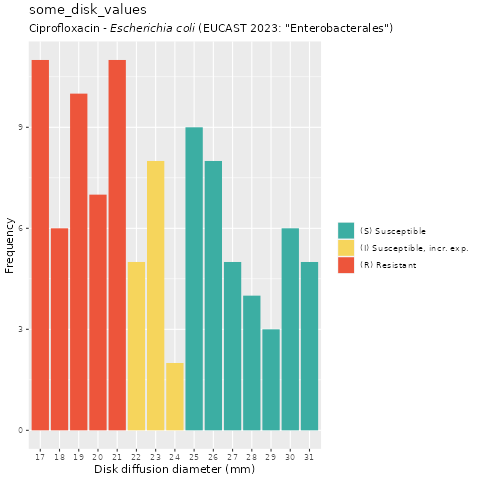 some_disk_values
Ciprofloxacin - Escherichia coli (EUCAST 2023: "Enterobacterales")
Frequency
9
6
3
0
17 18 19 20 21 22 23 24 25 26 27 28 29 30 31
Disk diffusion diameter (mm)
(S) Susceptible
(I) Susceptible, incr. exp.
(R) Resistant